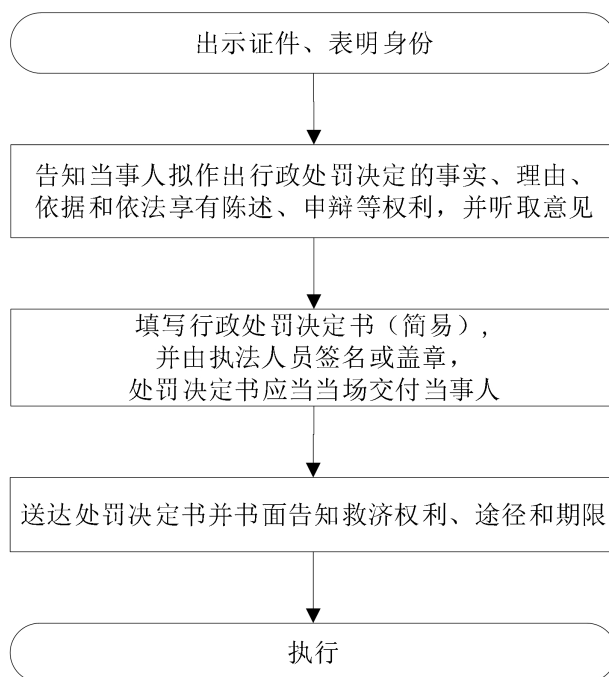 出示证件、表明身份
告知当事人拟作出行政处罚决定的事实、理由、
依据和依法享有陈述、申辩等权利，并听取意见
填写行政处罚决定书（简易），
并由执法人员签名或盖章，
处罚决定书应当当场交付当事人
送达处罚决定书并书面告知救济权利、途径和期限
执行